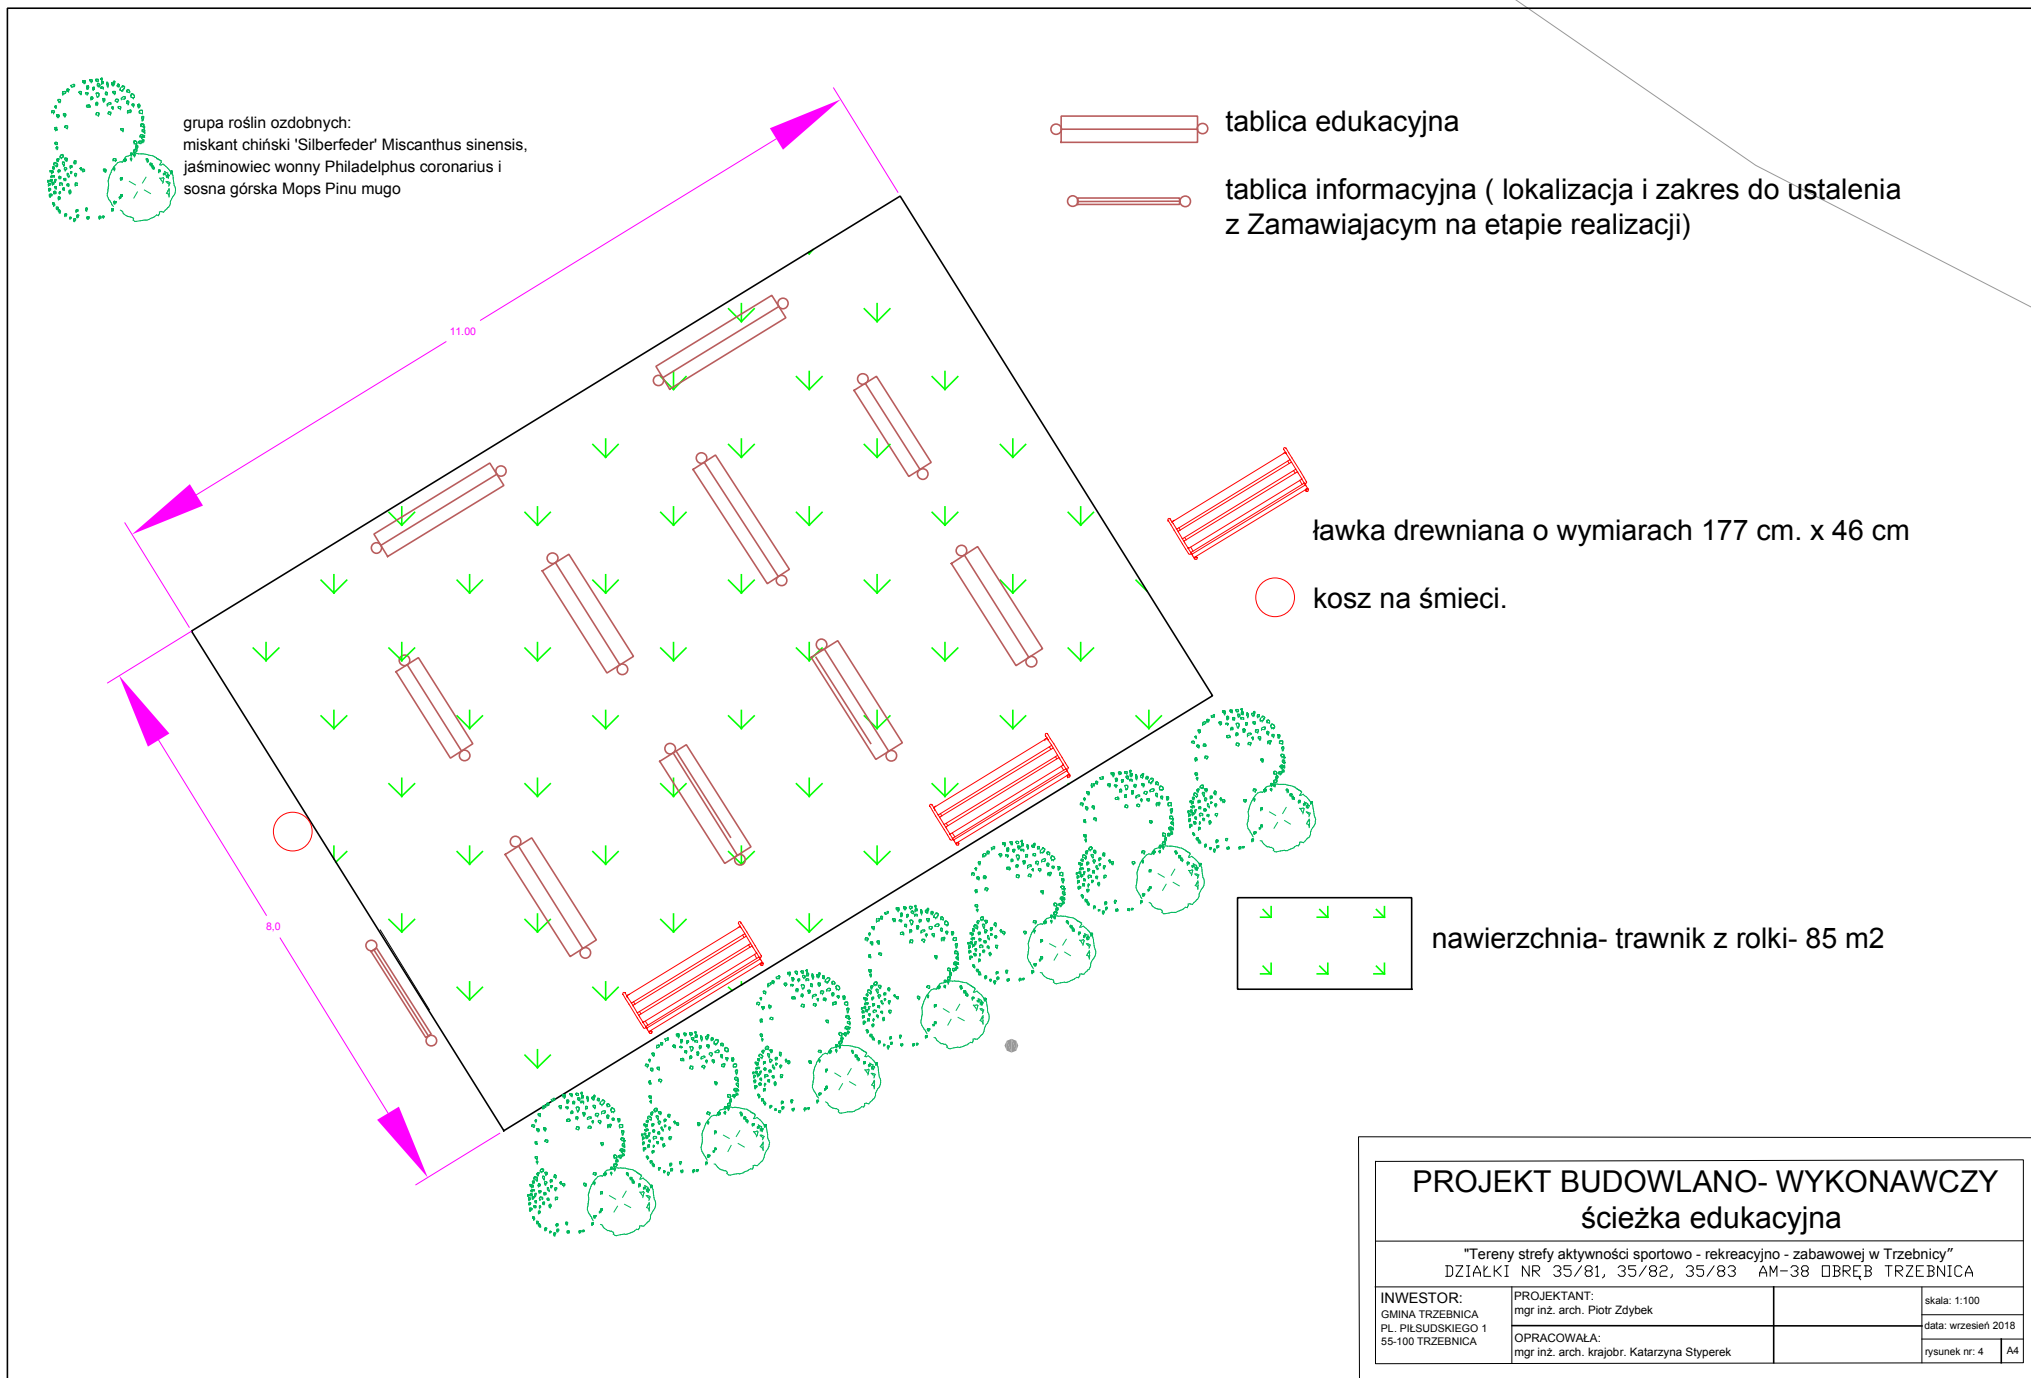 grupa roślin ozdobnych:
miskant chiński 'Silberfeder' Miscanthus sinensis,
jaśminowiec wonny Philadelphus coronarius i
sosna górska Mops Pinu mugo
tablica edukacyjna
tablica informacyjna ( lokalizacja i zakres do ustalenia
z Zamawiajacym na etapie realizacji)
11.00
ławka drewniana o wymiarach 177 cm. x 46 cm
kosz na śmieci.
8,0
nawierzchnia- trawnik z rolki- 85 m2
PROJEKT BUDOWLANO- WYKONAWCZY
ścieżka edukacyjna
"Tereny strefy aktywności sportowo - rekreacyjno - zabawowej w Trzebnicy"
DZIAŁKI NR 35/81, 35/82, 35/83 AM-38 OBRĘB TRZEBNICA
INWESTOR:
GMINA TRZEBNICA
PL. PIŁSUDSKIEGO 1
55-100 TRZEBNICA
PROJEKTANT:
mgr inż. arch. Piotr Zdybek
OPRACOWAŁA:
mgr inż. arch. krajobr. Katarzyna Styperek
skala: 1:100
data: wrzesień 2018
rysunek nr: 4
A4